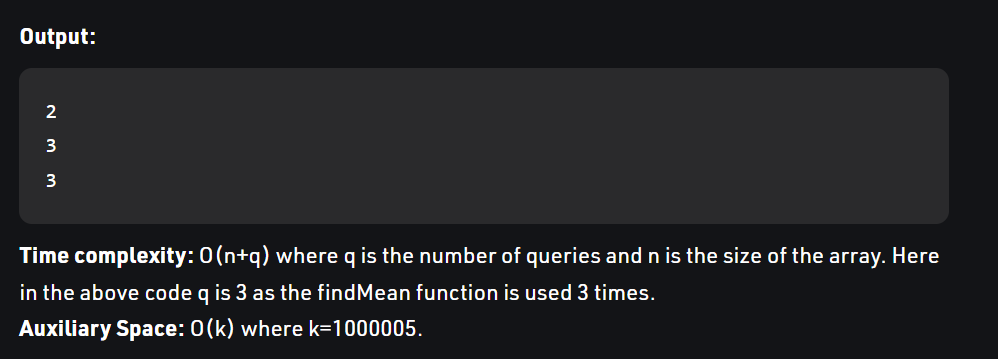 Output:
2
3
3
Time complexity: O(n+q) where q is the number of queries and n is the size of the array. Here
in the above code q is 3 as the findMean function is used 3 times.
Auxiliary Space: O(k) where k=1000005.